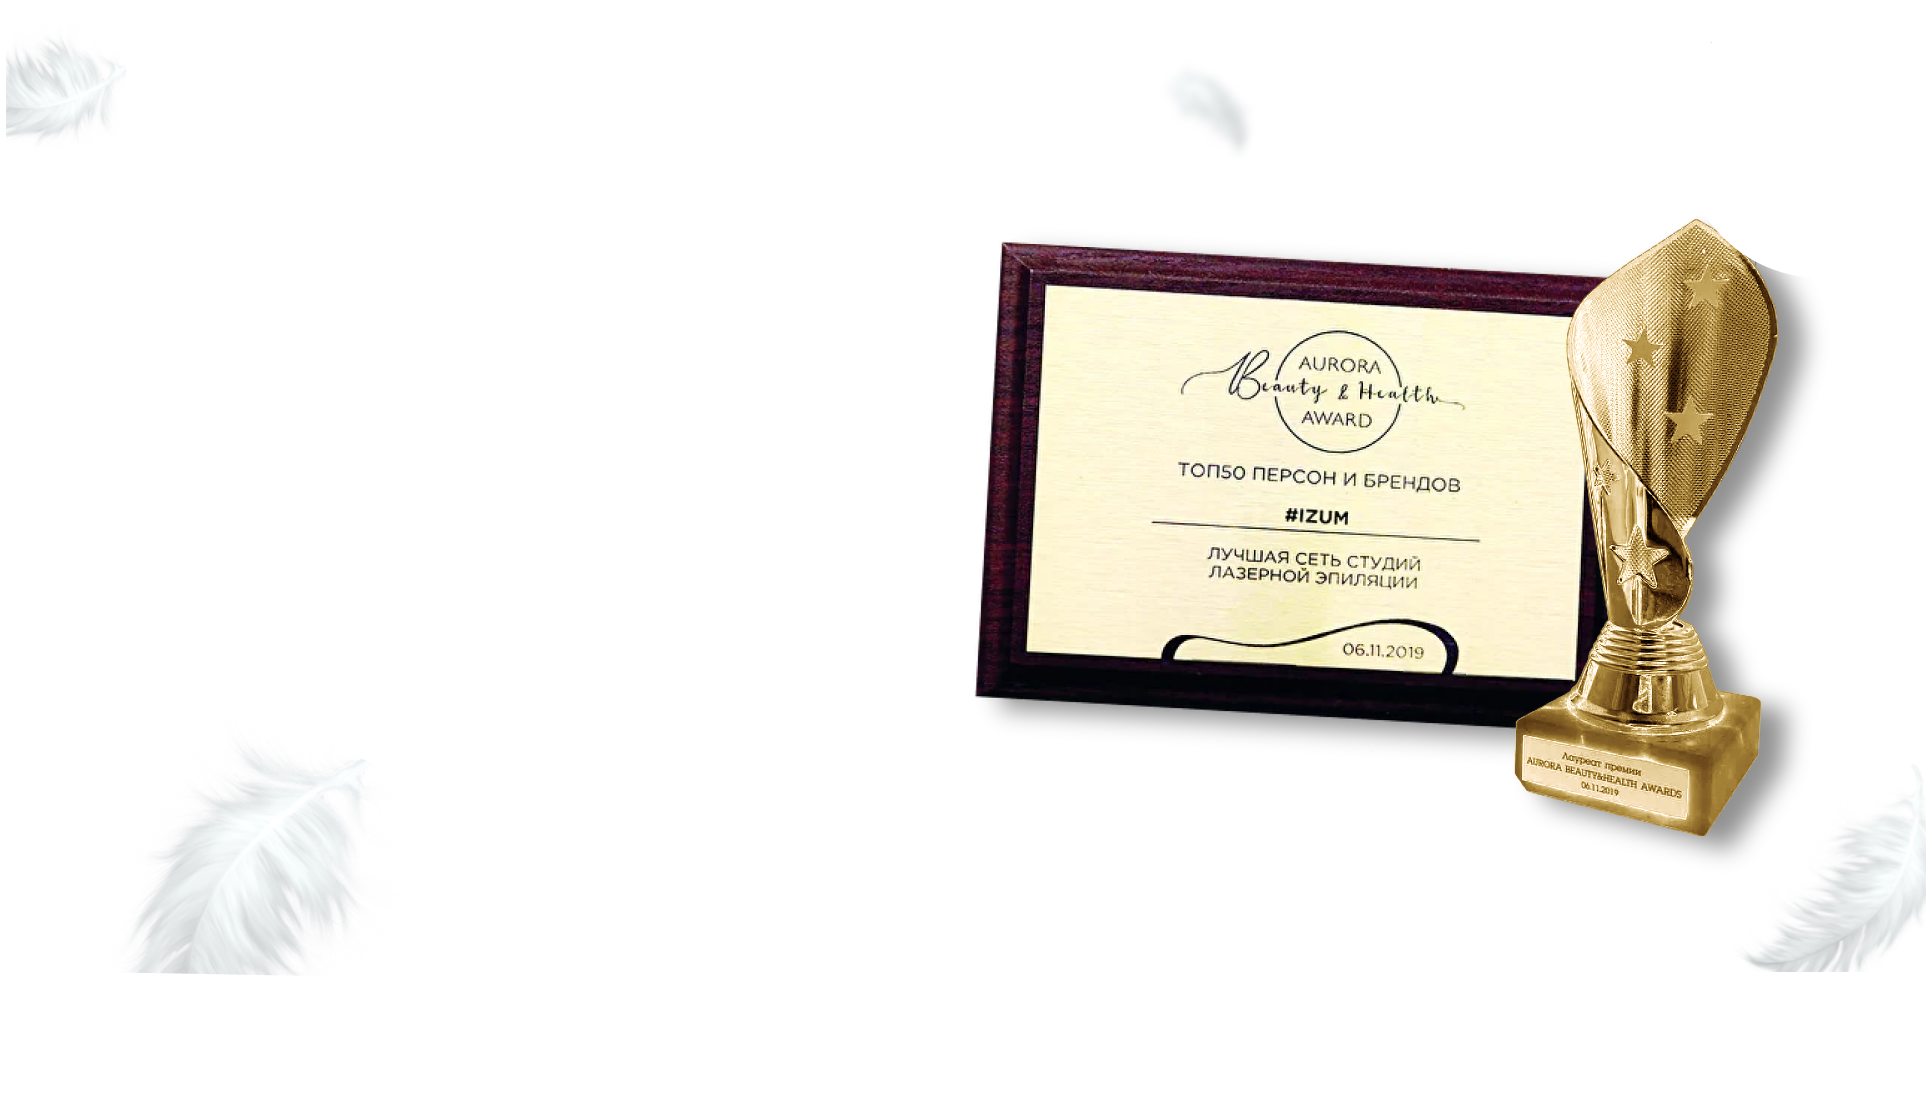 AURORA
Beauty & Health
AWARD
ТОП50 ПЕРСОН И БРЕНДОВ
#IZUM
ЛУЧШАЯ СЕТЬ СТУДИЙ
ЛАЗЕРНОЙ ЭПИЛЯЦИИ
06.11.2019
Лауреат премии
AURORA BEAUTY&HEALTH AWARDS
06.11.2019